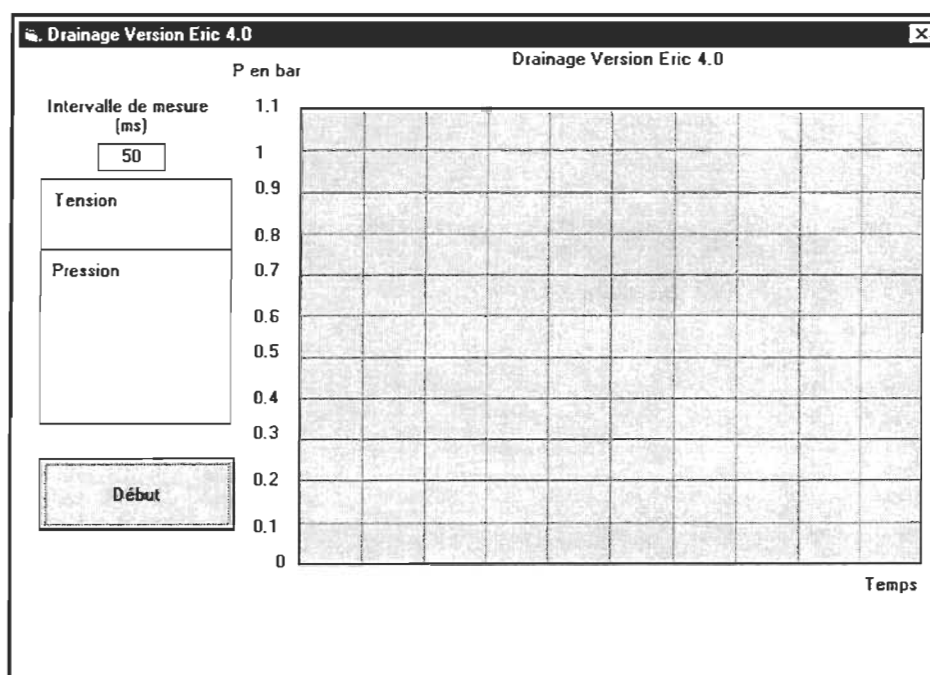 Drainage Version Eric 4.0
Drainage Version Eric 4.0
P en bar
Intervalle de mesure
(ms)
50
Tension
Pression
Début
1.1
1
0.9
0.8
0.7
0.6
0.5
0.4
0.3
0.2
0.1
0
Temps